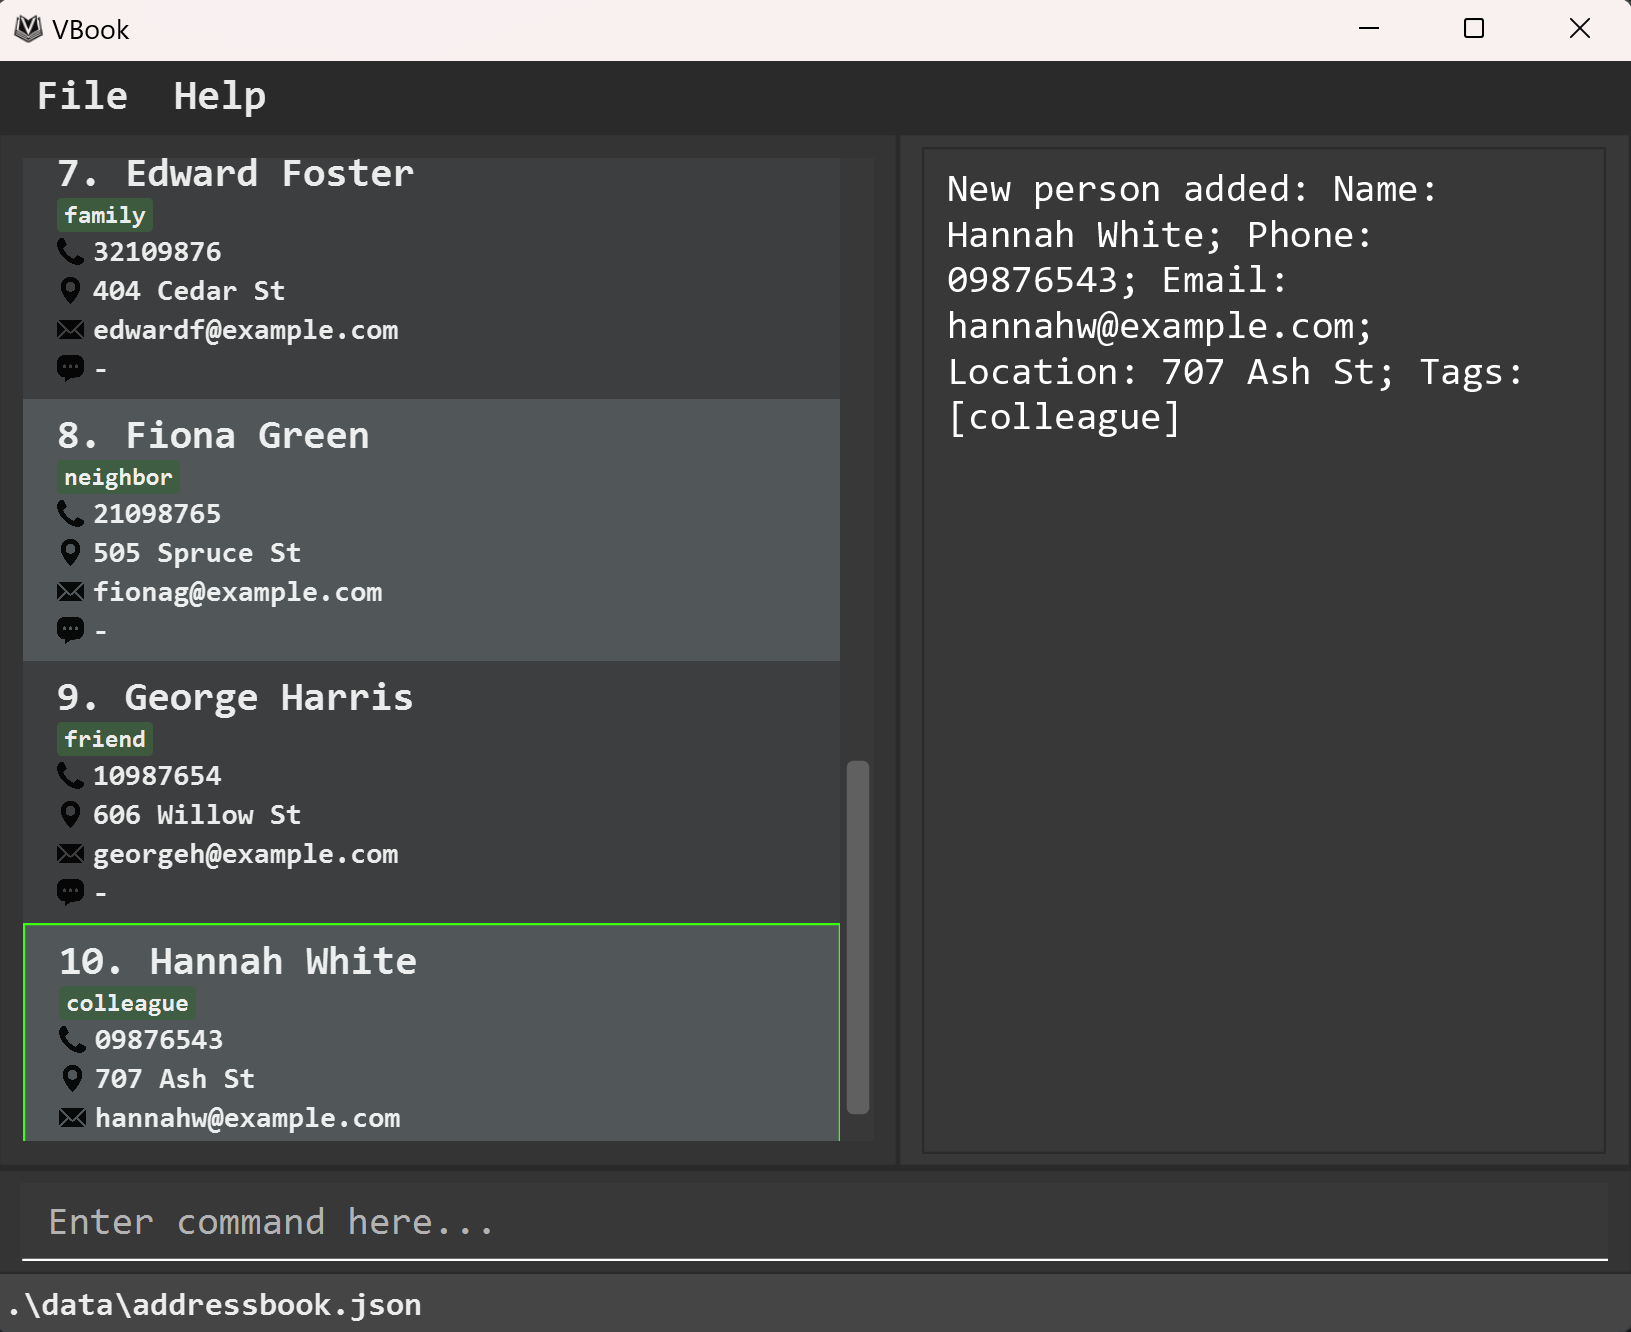 VBook
File Help
7. Edward Foster
family
32109876
404 Cedar St
edwardf@example.com
-
8. Fiona Green
neighbor
21098765
505 Spruce St
fionag@example.com
-
9. George Harris
friend
10987654
606 Willow St
georgeh@example.com
-
10. Hannah White
colleague
09876543
707 Ash St
hannahw@example.com
New person added: Name:
Hannah White; Phone:
09876543; Email:
hannahw@example.com;
Location: 707 Ash St; Tags:
[colleague]
Enter command here...
.\data\addressbook.json